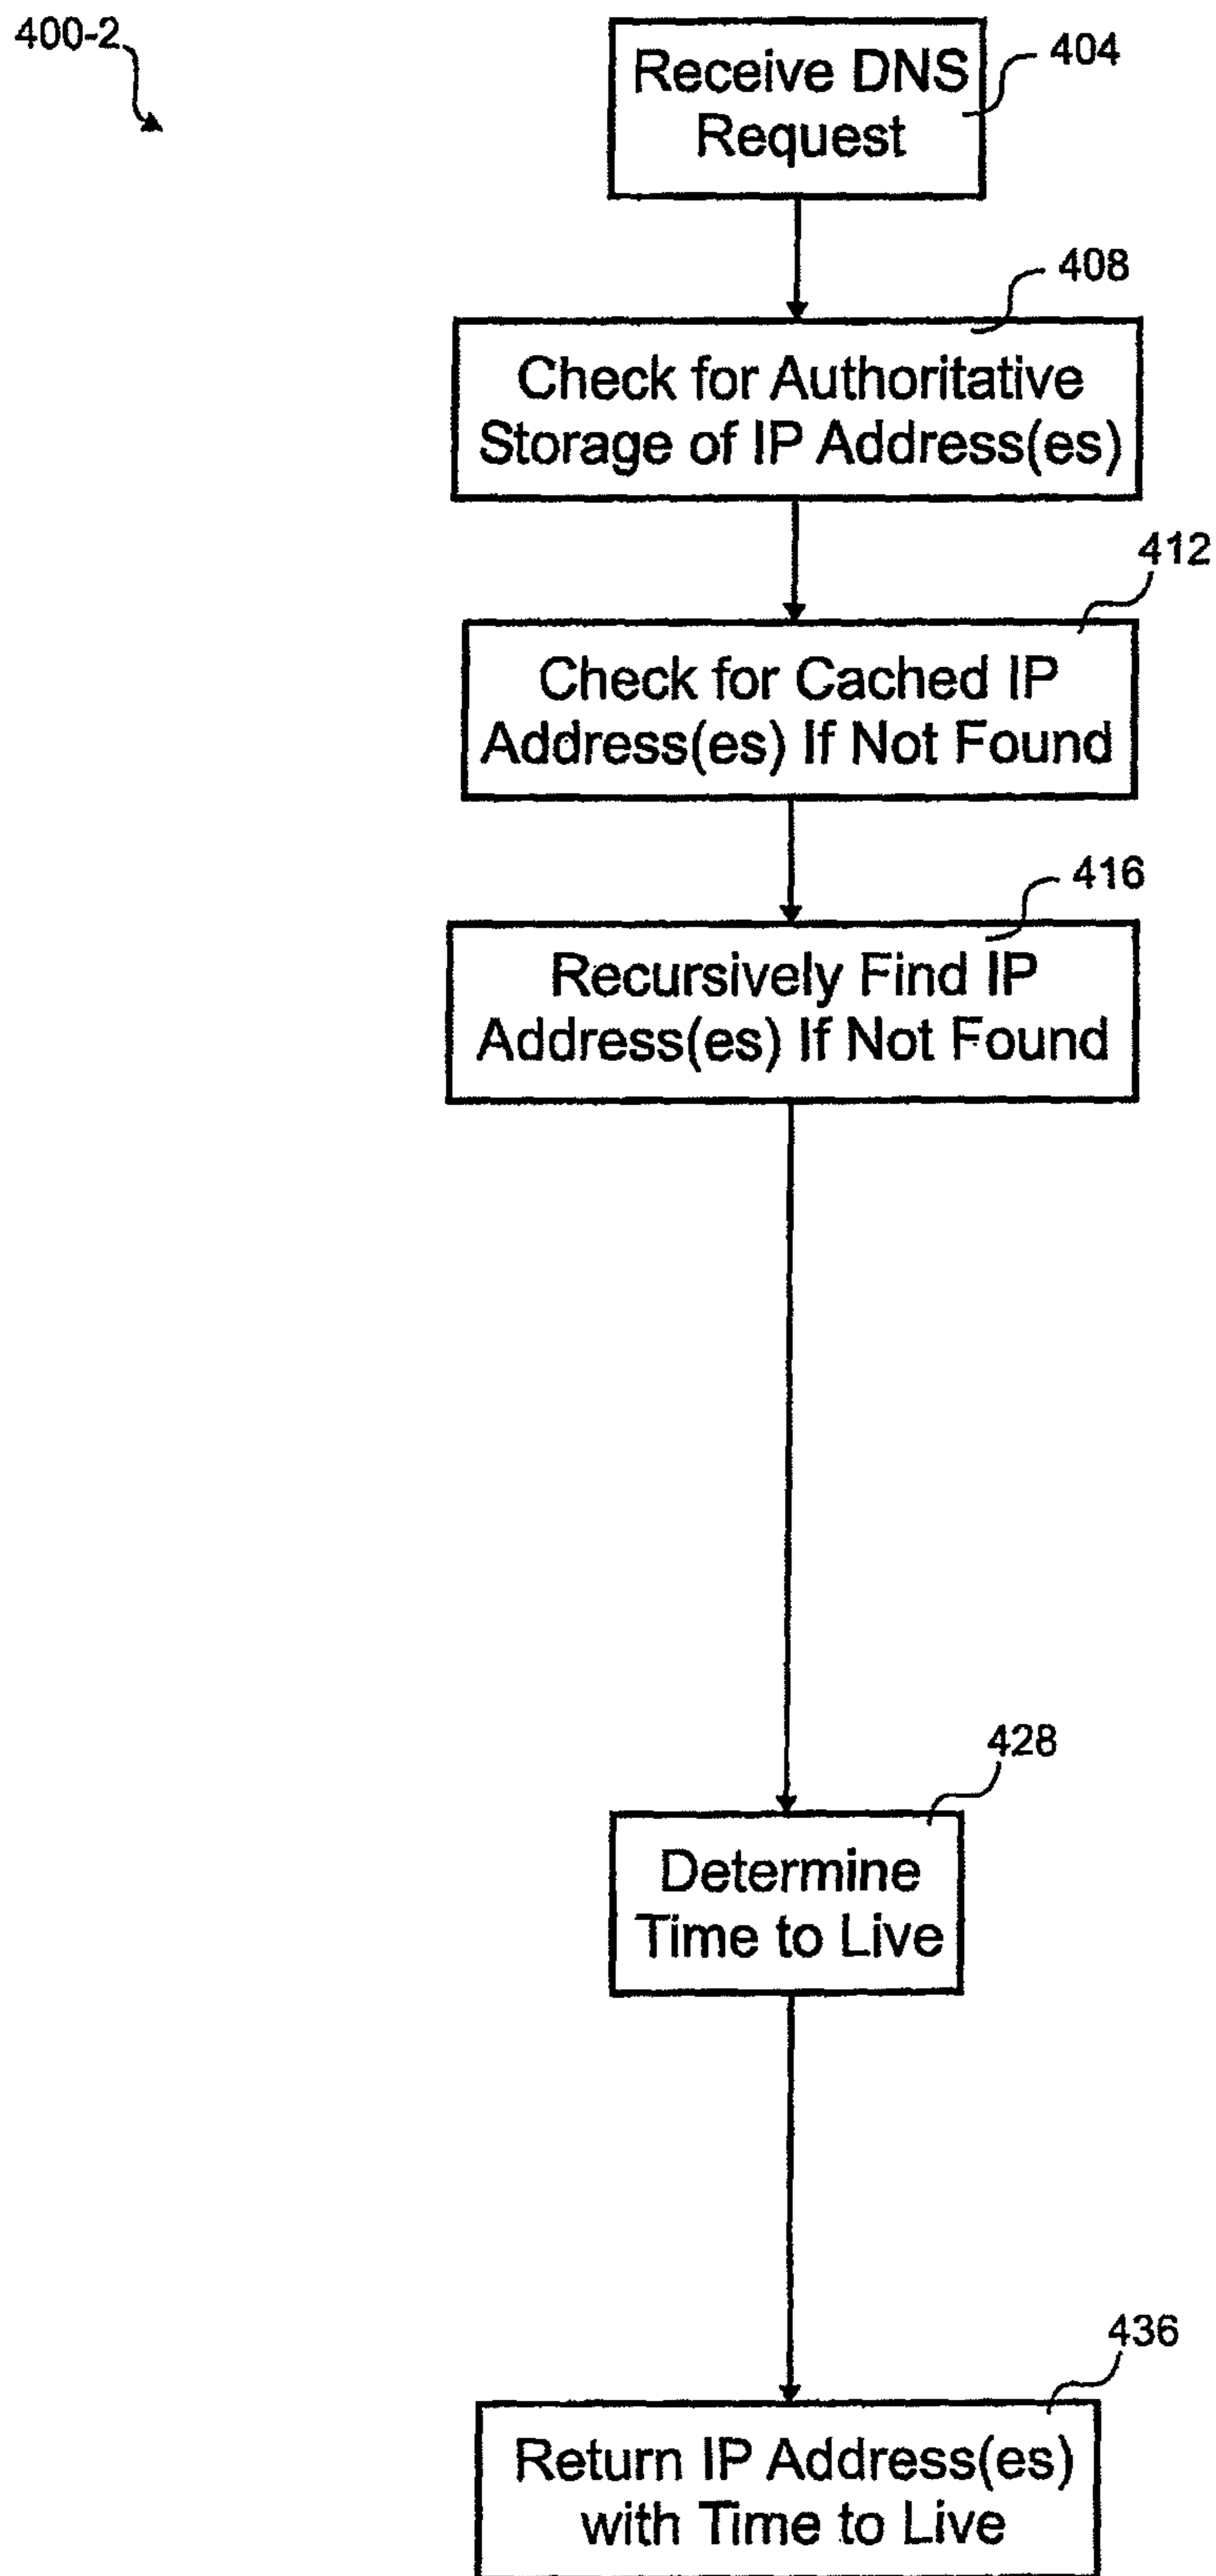 400-2
404
Receive DNS
Request
408
Check for Authoritative
Storage of IP Address(es)
412
Check for Cached IP
Address(es) If Not Found
416
Recursively Find IP
Address(es) If Not Found
428
Determine
Time to Live
436
Return IP Address(es)
with Time to Live